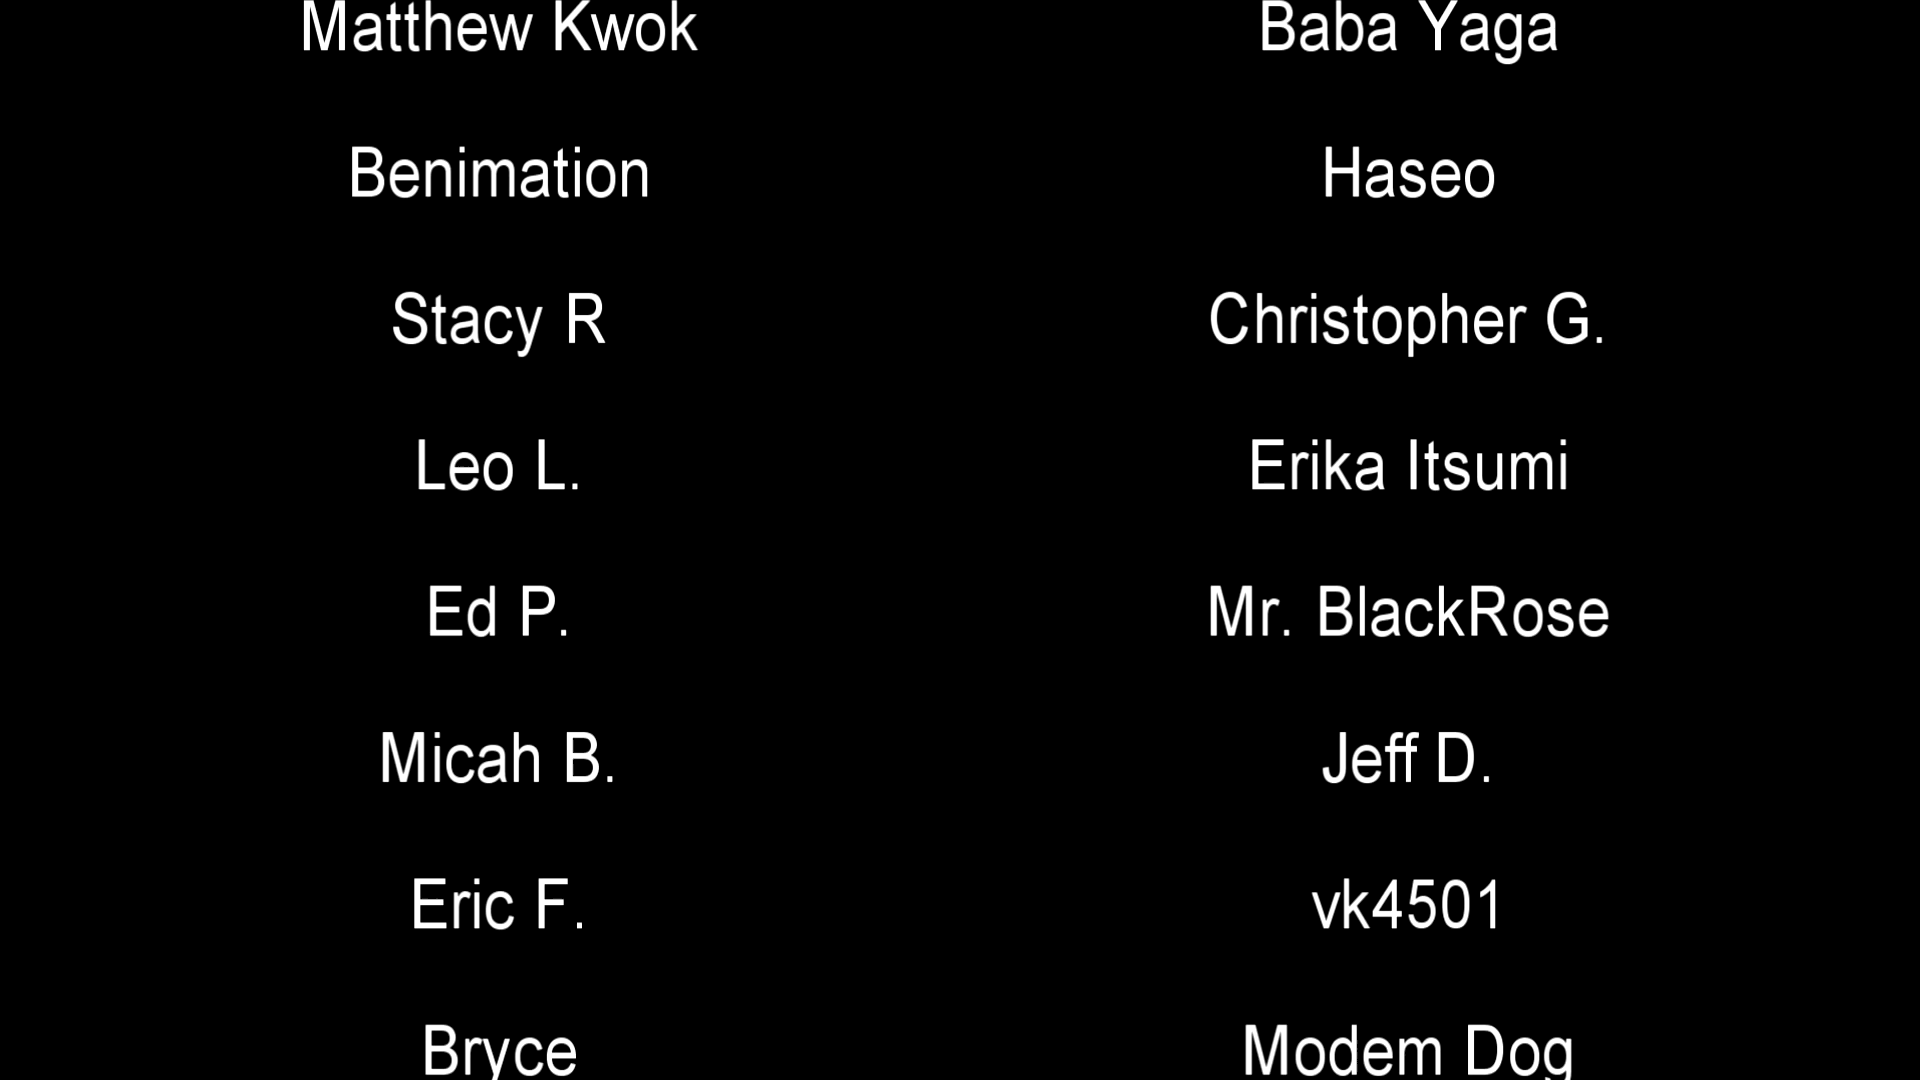 Matthew Kwok Baba Yaga
Benimation Haseo
Stacy R Christopher G.
Leo L. Erika Itsumi
Ed P. Mr. BlackRose
Micah B. Jeff D.
Eric F. vk4501
Bryce Modem Dog